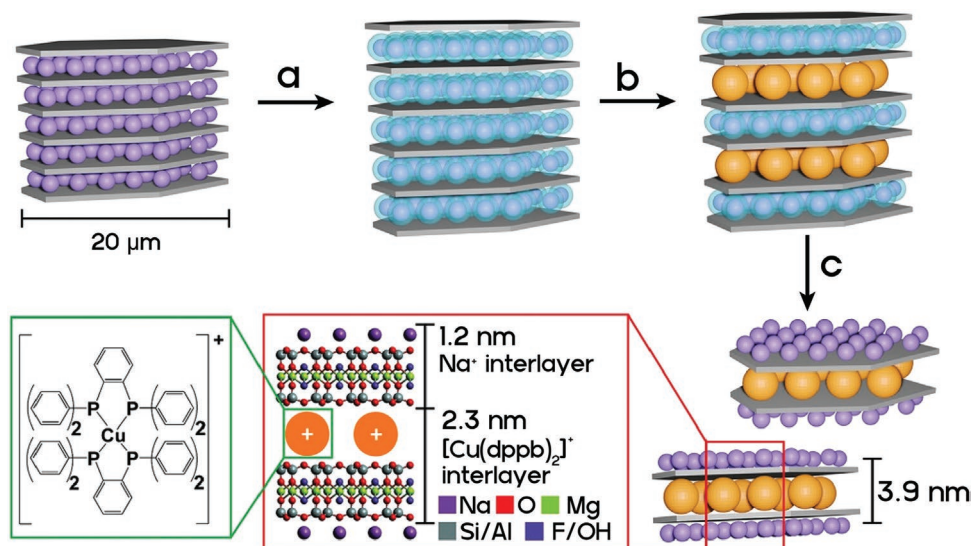 a
b
20 µm
c
[ ]⁺
( )₂ P P ( )₂
Cu
( )₂ P P ( )₂
+ +
1.2 nm
Na⁺ interlayer
2.3 nm
[Cu(dppb)₂]⁺
interlayer
Na O Mg
Si/Al F/OH
3.9 nm